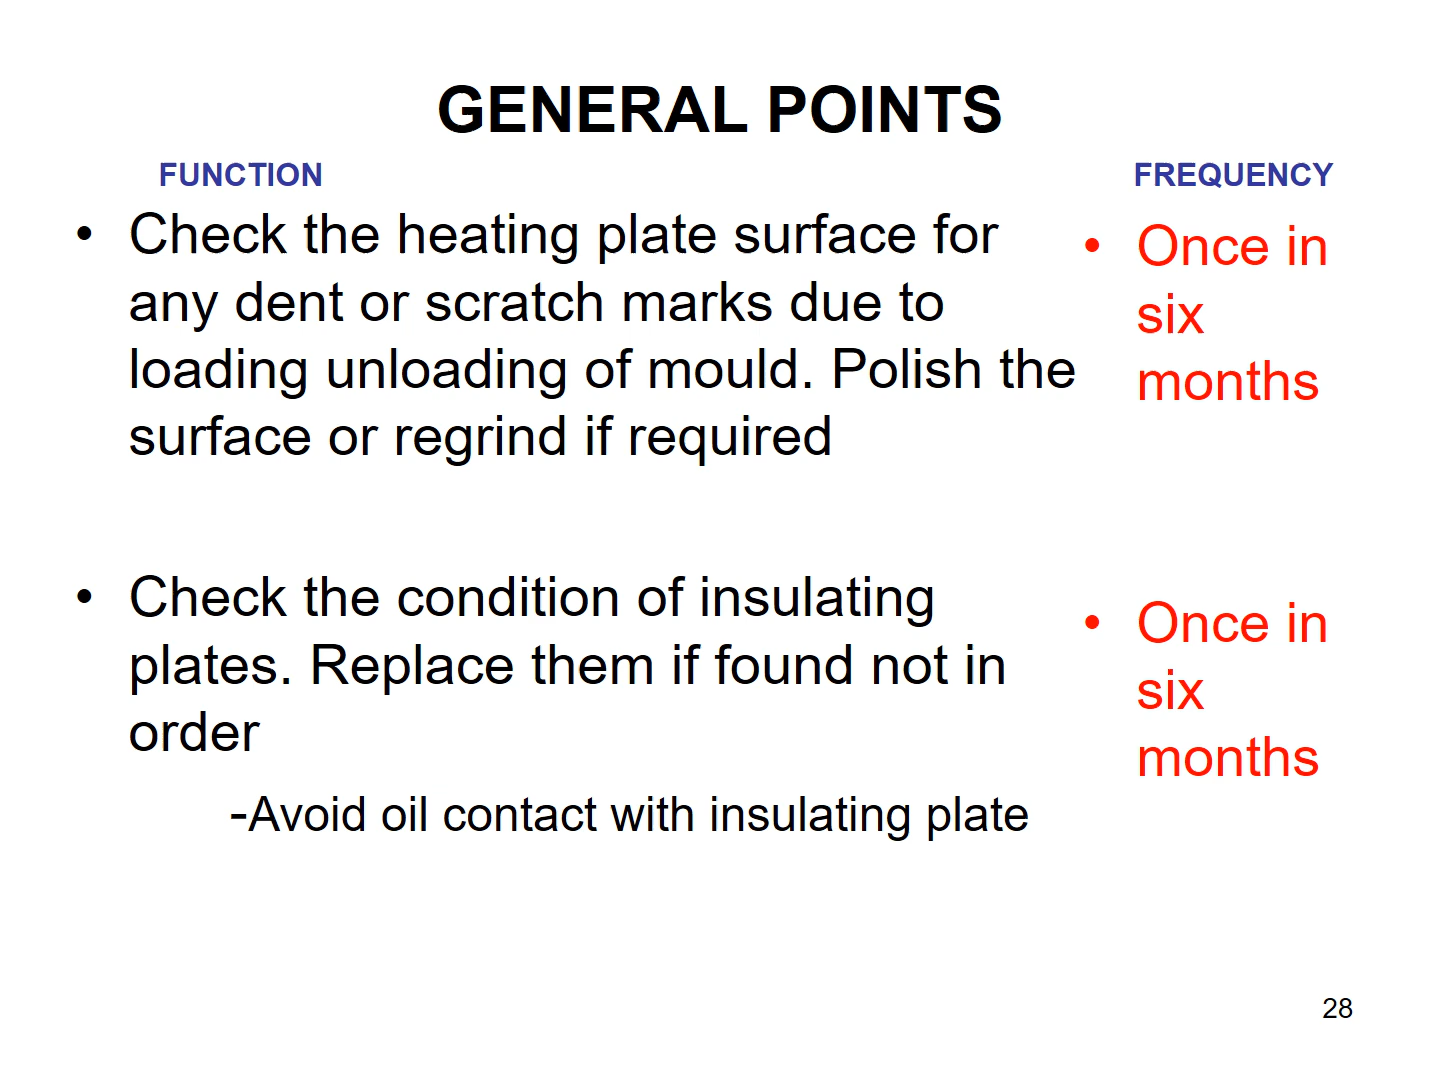 GENERAL POINTS
FUNCTION
FREQUENCY
• Check the heating plate surface for
any dent or scratch marks due to
loading unloading of mould. Polish the
surface or regrind if required
• Once in
six
months
• Check the condition of insulating
plates. Replace them if found not in
order
-Avoid oil contact with insulating plate
• Once in
six
months
28